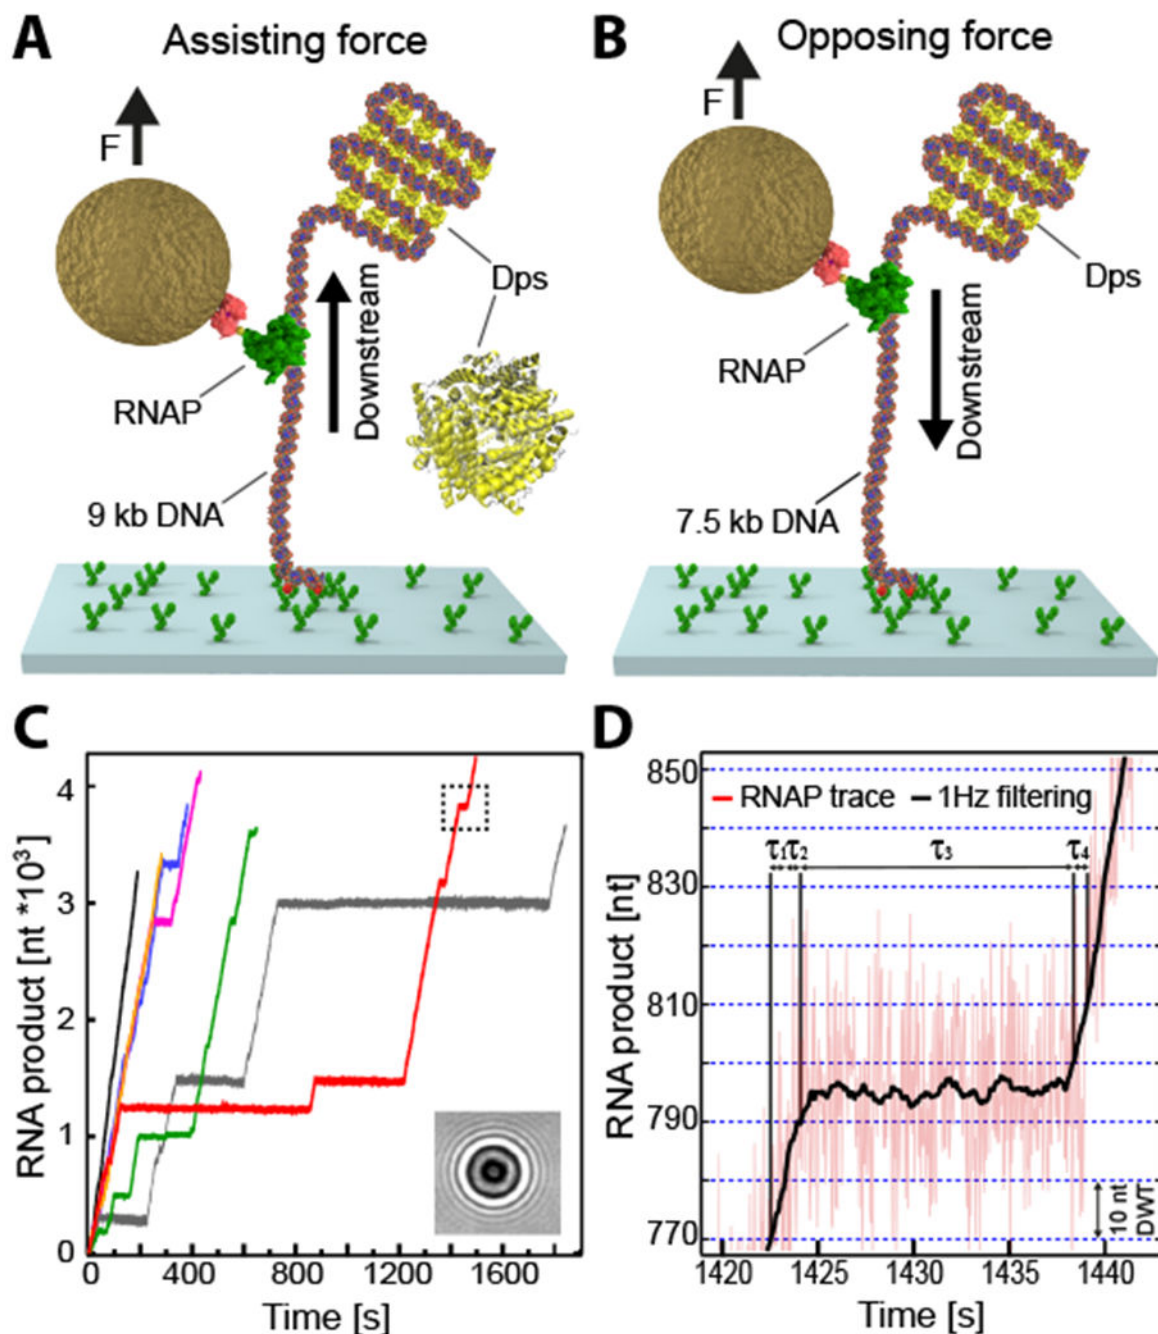 A
Assisting force
F
Dps
Downstream
RNAP
9 kb DNA
B
Opposing force
F
Dps
RNAP
Downstream
7.5 kb DNA
C
RNA product [nt *10³]
4
3
2
1
0
0 400 800 1200 1600
Time [s]
D
RNA product [nt]
850
830
810
790
770
RNAP trace 1Hz filtering
τ₁ τ₂ τ₃ τ₄
10 nt
DWT
1420 1425 1430 1435 1440
Time [s]